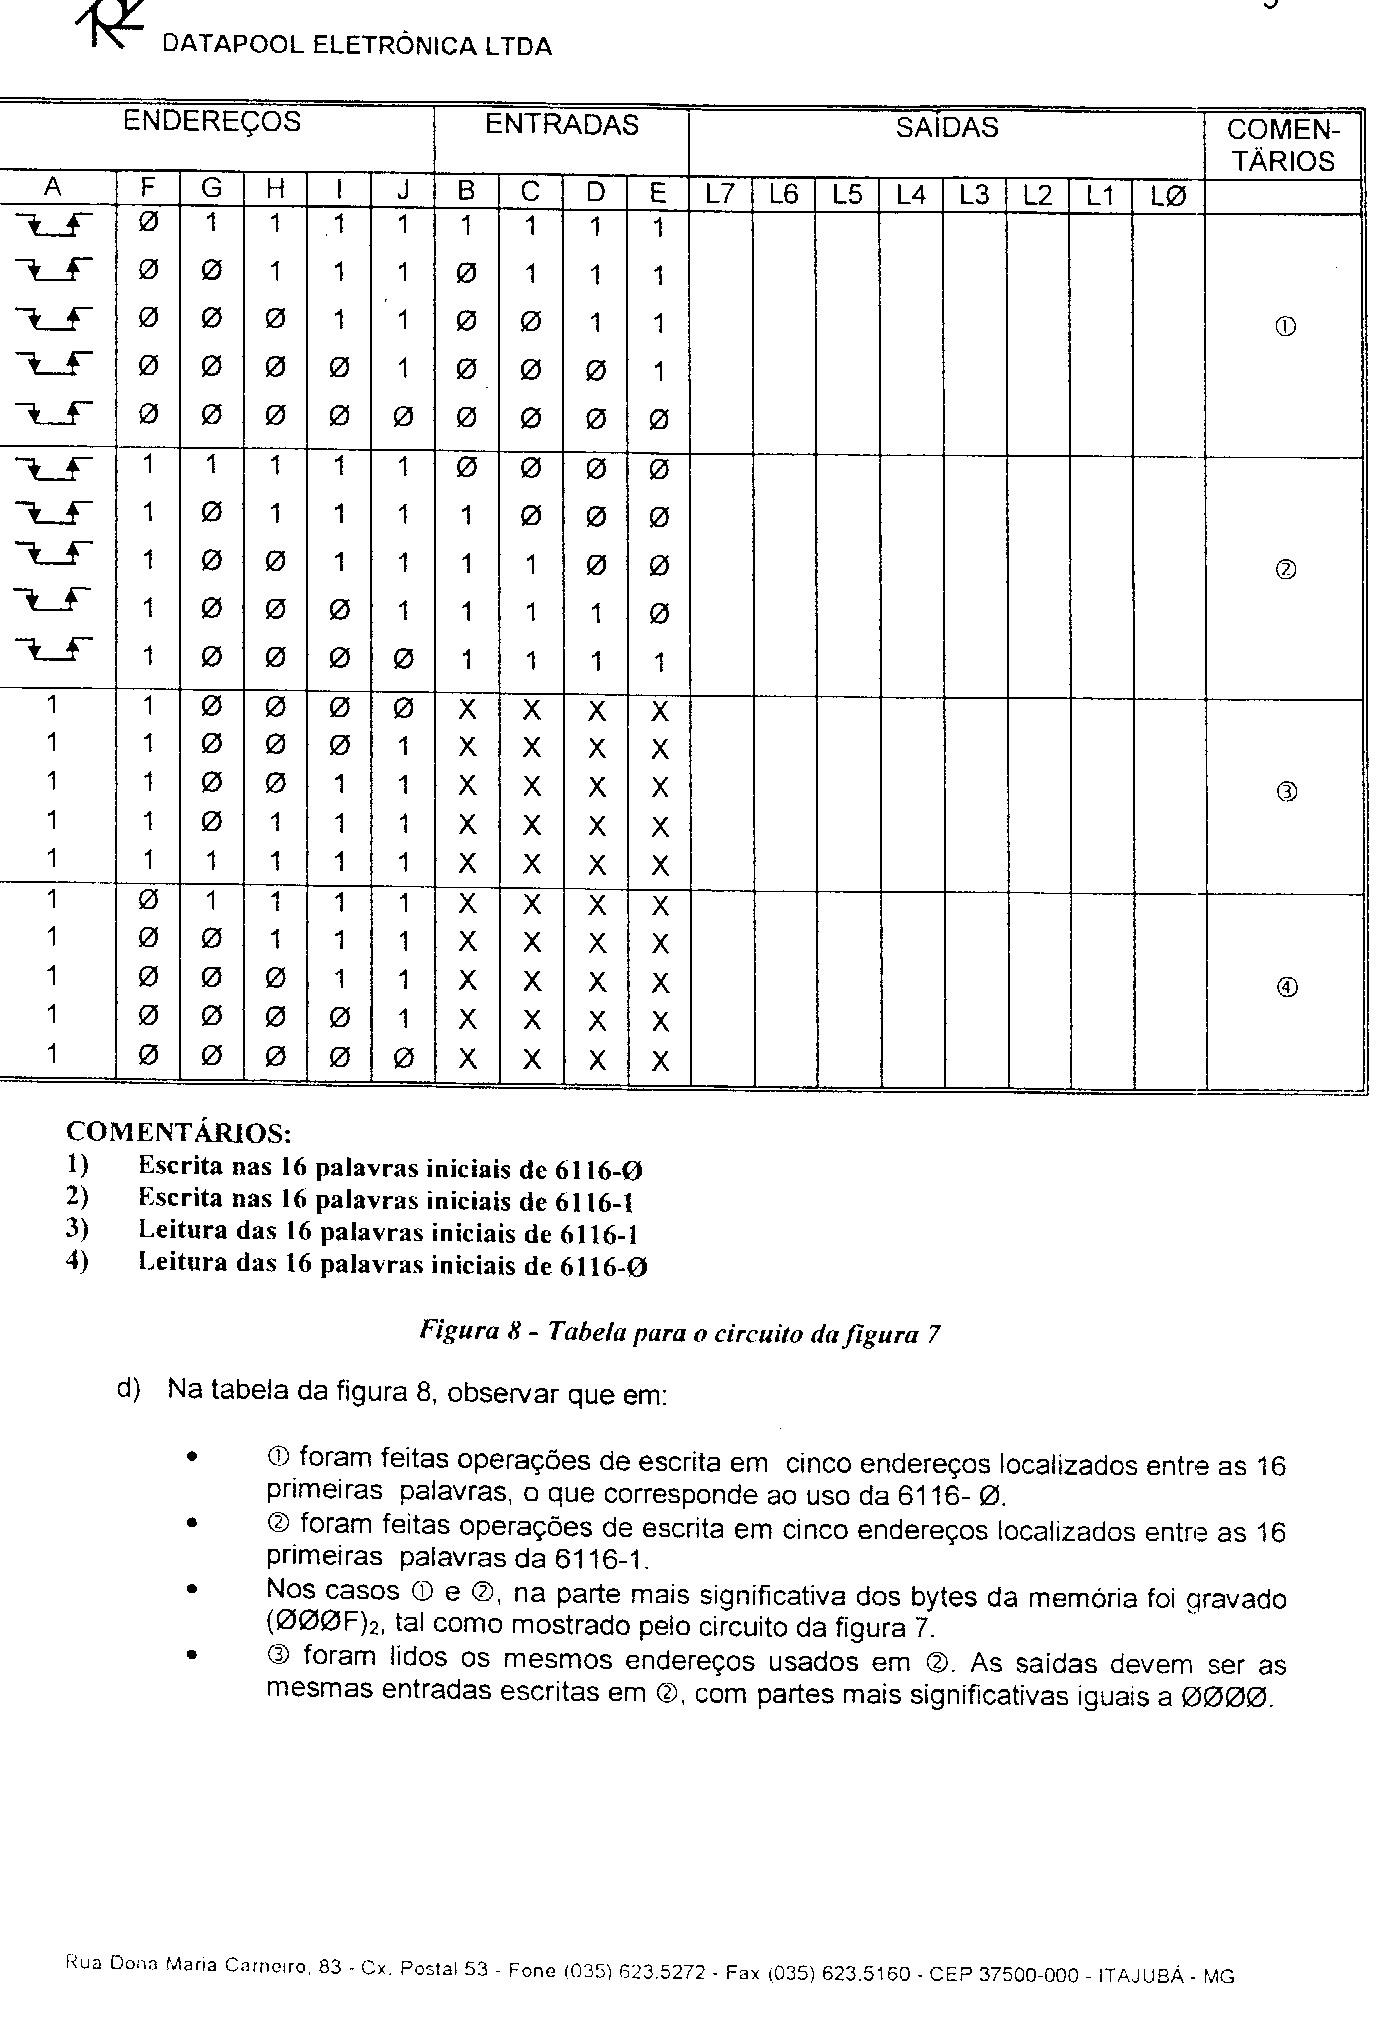 DATAPOOL ELETRÔNICA LTDA
ENDEREÇOS ENTRADAS SAÍDAS COMEN-
TÁRIOS
A F G H I J B C D E L7 L6 L5 L4 L3 L2 L1 LØ
Ø 1 1 1 1 1 1 1 1
Ø Ø 1 1 1 Ø 1 1 1
Ø Ø Ø 1 1 Ø Ø 1 1 ①
Ø Ø Ø Ø 1 Ø Ø Ø 1
Ø Ø Ø Ø Ø Ø Ø Ø Ø
1 1 1 1 1 Ø Ø Ø Ø
1 Ø 1 1 1 1 Ø Ø Ø
1 Ø Ø 1 1 1 1 Ø Ø ②
1 Ø Ø Ø 1 1 1 1 Ø
1 Ø Ø Ø Ø 1 1 1 1
1 1 Ø Ø Ø Ø X X X X
1 1 Ø Ø Ø 1 X X X X
1 1 Ø Ø 1 1 X X X X ③
1 1 Ø 1 1 1 X X X X
1 1 1 1 1 1 X X X X
1 Ø 1 1 1 1 X X X X
1 Ø Ø 1 1 1 X X X X
1 Ø Ø Ø 1 1 X X X X ④
1 Ø Ø Ø Ø 1 X X X X
1 Ø Ø Ø Ø Ø X X X X
COMENTÁRIOS:
1) Escrita nas 16 palavras iniciais de 6116-Ø
2) Escrita nas 16 palavras iniciais de 6116-1
3) Leitura das 16 palavras iniciais de 6116-1
4) Leitura das 16 palavras iniciais de 6116-Ø
Figura 8 - Tabela para o circuito da figura 7
d) Na tabela da figura 8, observar que em:
• ① foram feitas operações de escrita em cinco endereços localizados entre as 16
primeiras palavras, o que corresponde ao uso da 6116- Ø.
• ② foram feitas operações de escrita em cinco endereços localizados entre as 16
primeiras palavras da 6116-1.
• Nos casos ① e ②, na parte mais significativa dos bytes da memória foi gravado
(ØØØF)₂, tal como mostrado pelo circuito da figura 7.
• ③ foram lidos os mesmos endereços usados em ②. As saidas devem ser as
mesmas entradas escritas em ②, com partes mais significativas iguais a ØØØØ.
Rua Dona Maria Carneiro, 83 - Cx. Postal 53 - Fone (035) 623.5272 - Fax (035) 623.5160 - CEP 37500-000 - ITAJUBÁ - MG